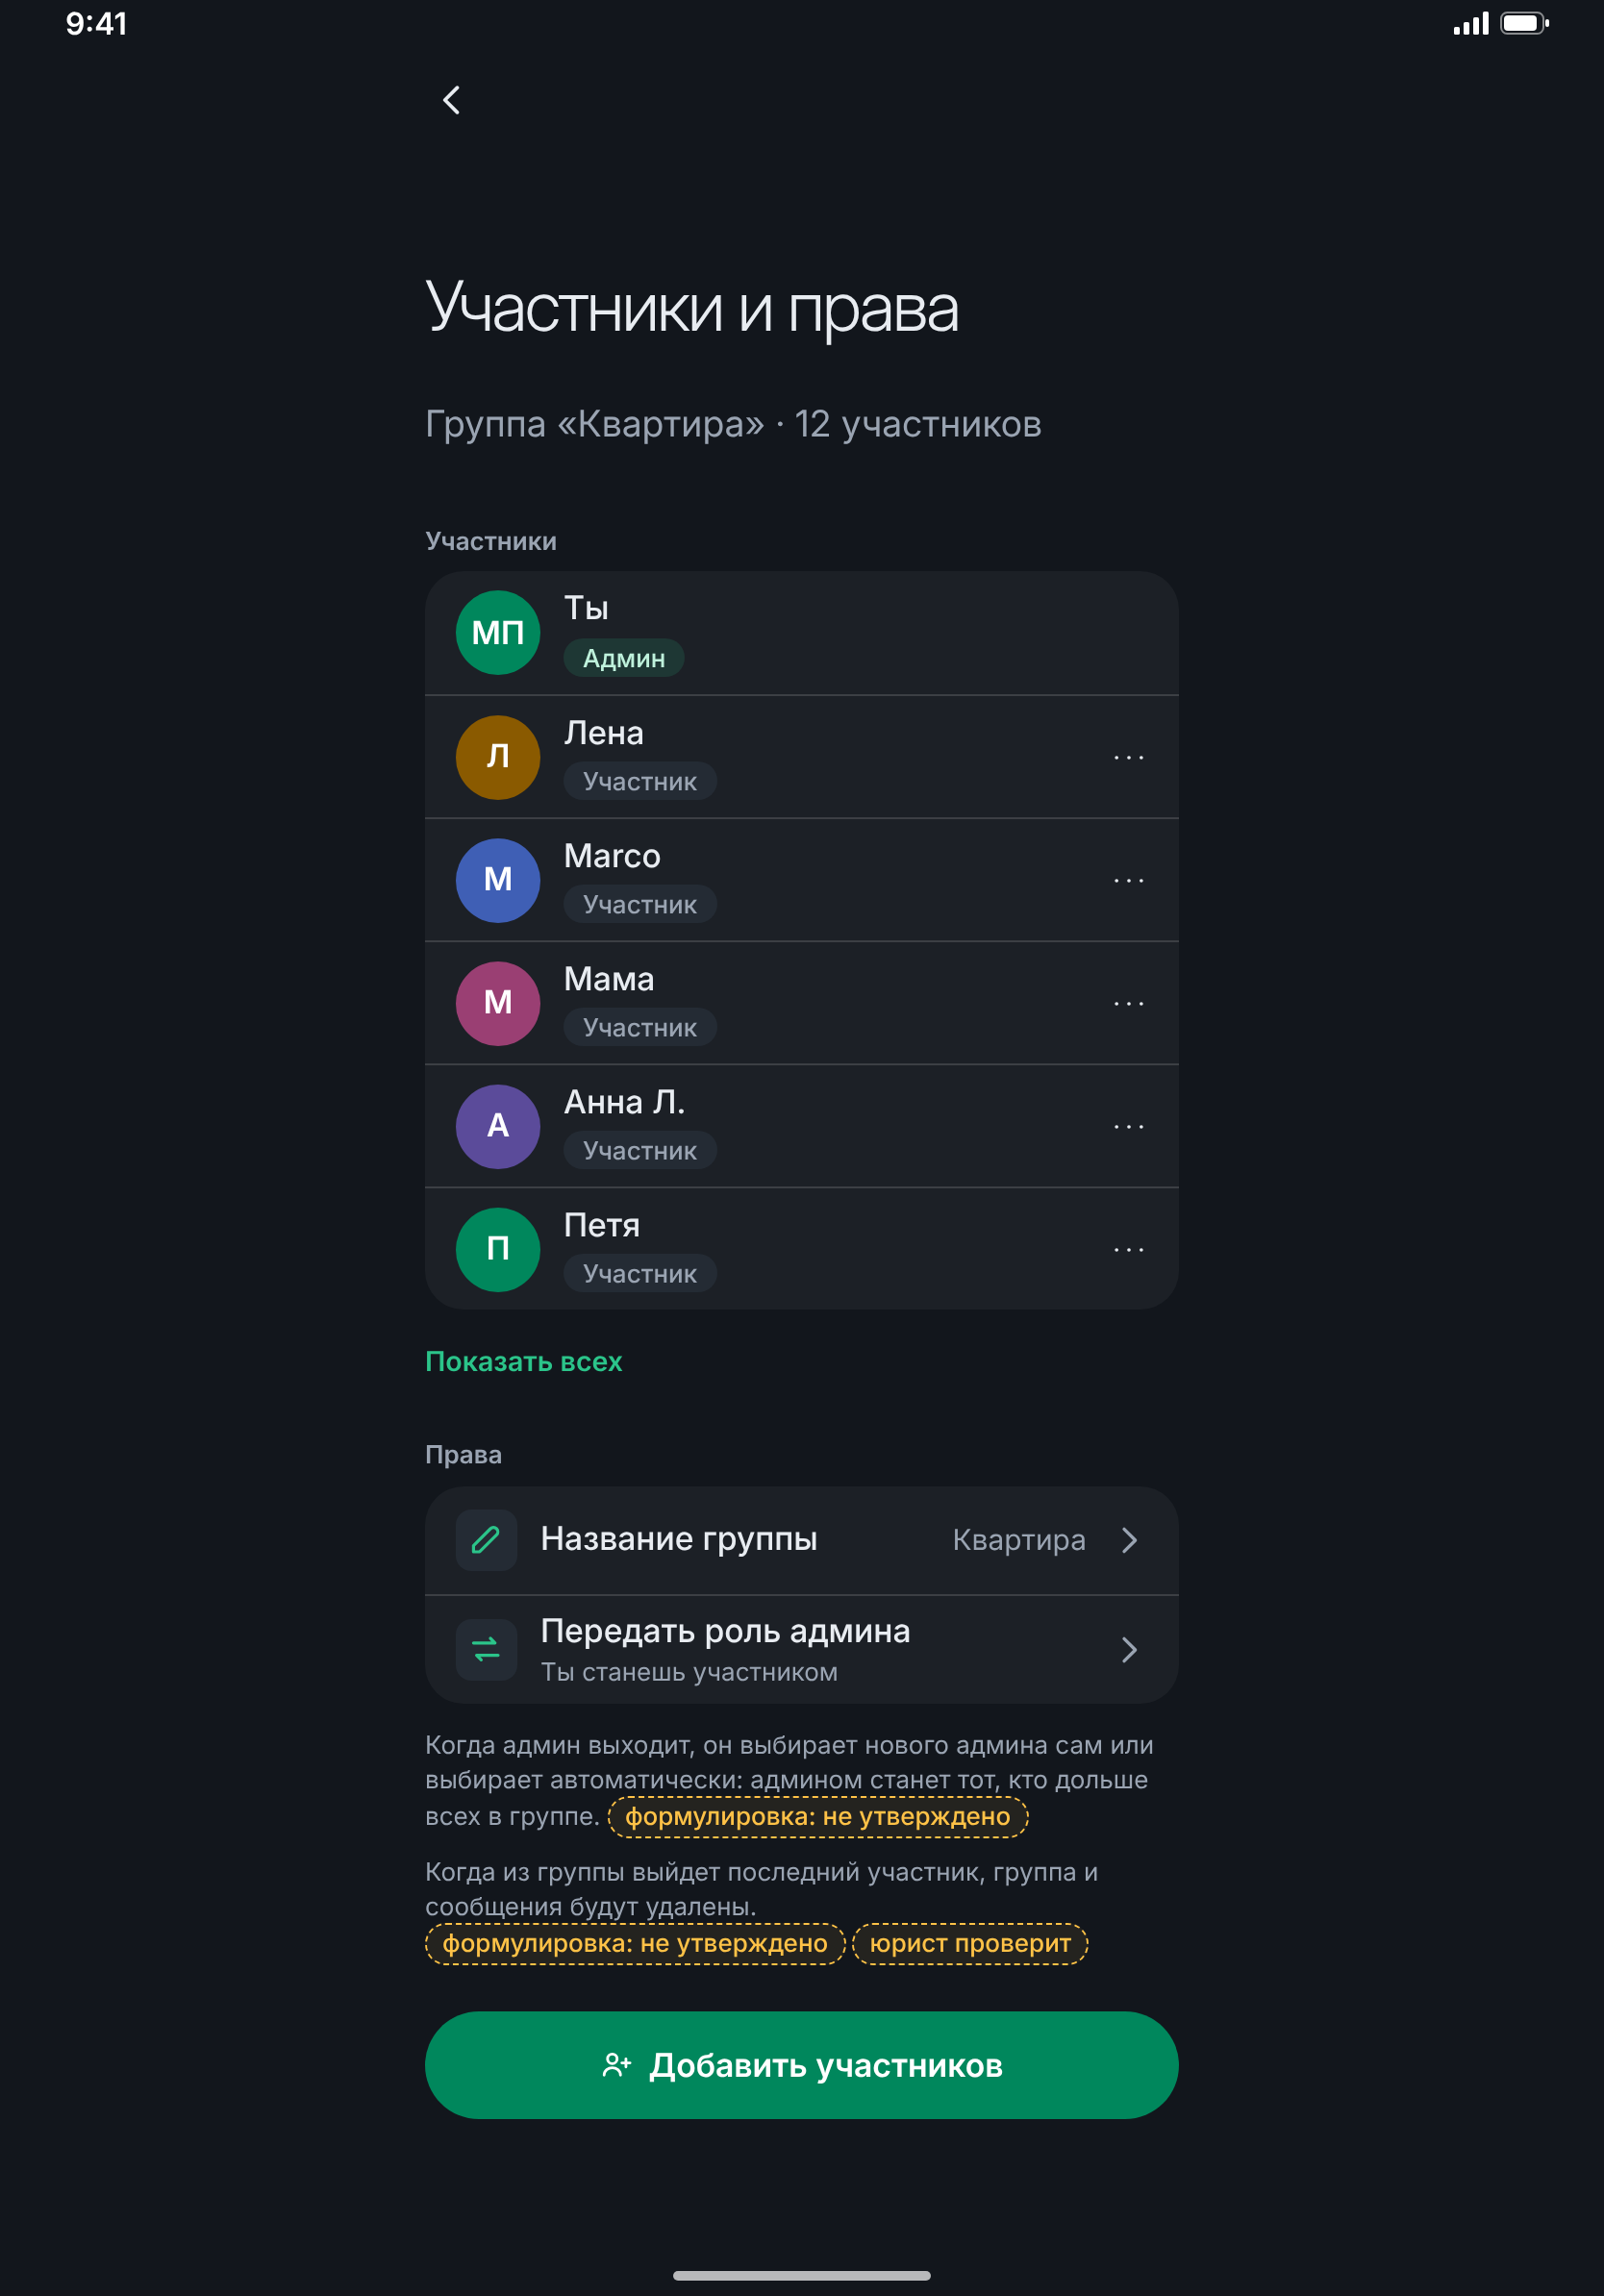 9:41
Участники и права
Группа «Квартира» · 12 участников
Участники
МП
Ты
Админ
Л
Лена
Участник
M
Marco
Участник
М
Мама
Участник
А
Анна Л.
Участник
П
Петя
Участник
Показать всех
Права
Название группы
Квартира
Передать роль админа
Ты станешь участником
Когда админ выходит, он выбирает нового админа сам или
выбирает автоматически: админом станет тот, кто дольше
всех в группе. формулировка: не утверждено
Когда из группы выйдет последний участник, группа и
сообщения будут удалены.
формулировка: не утверждено юрист проверит
Добавить участников